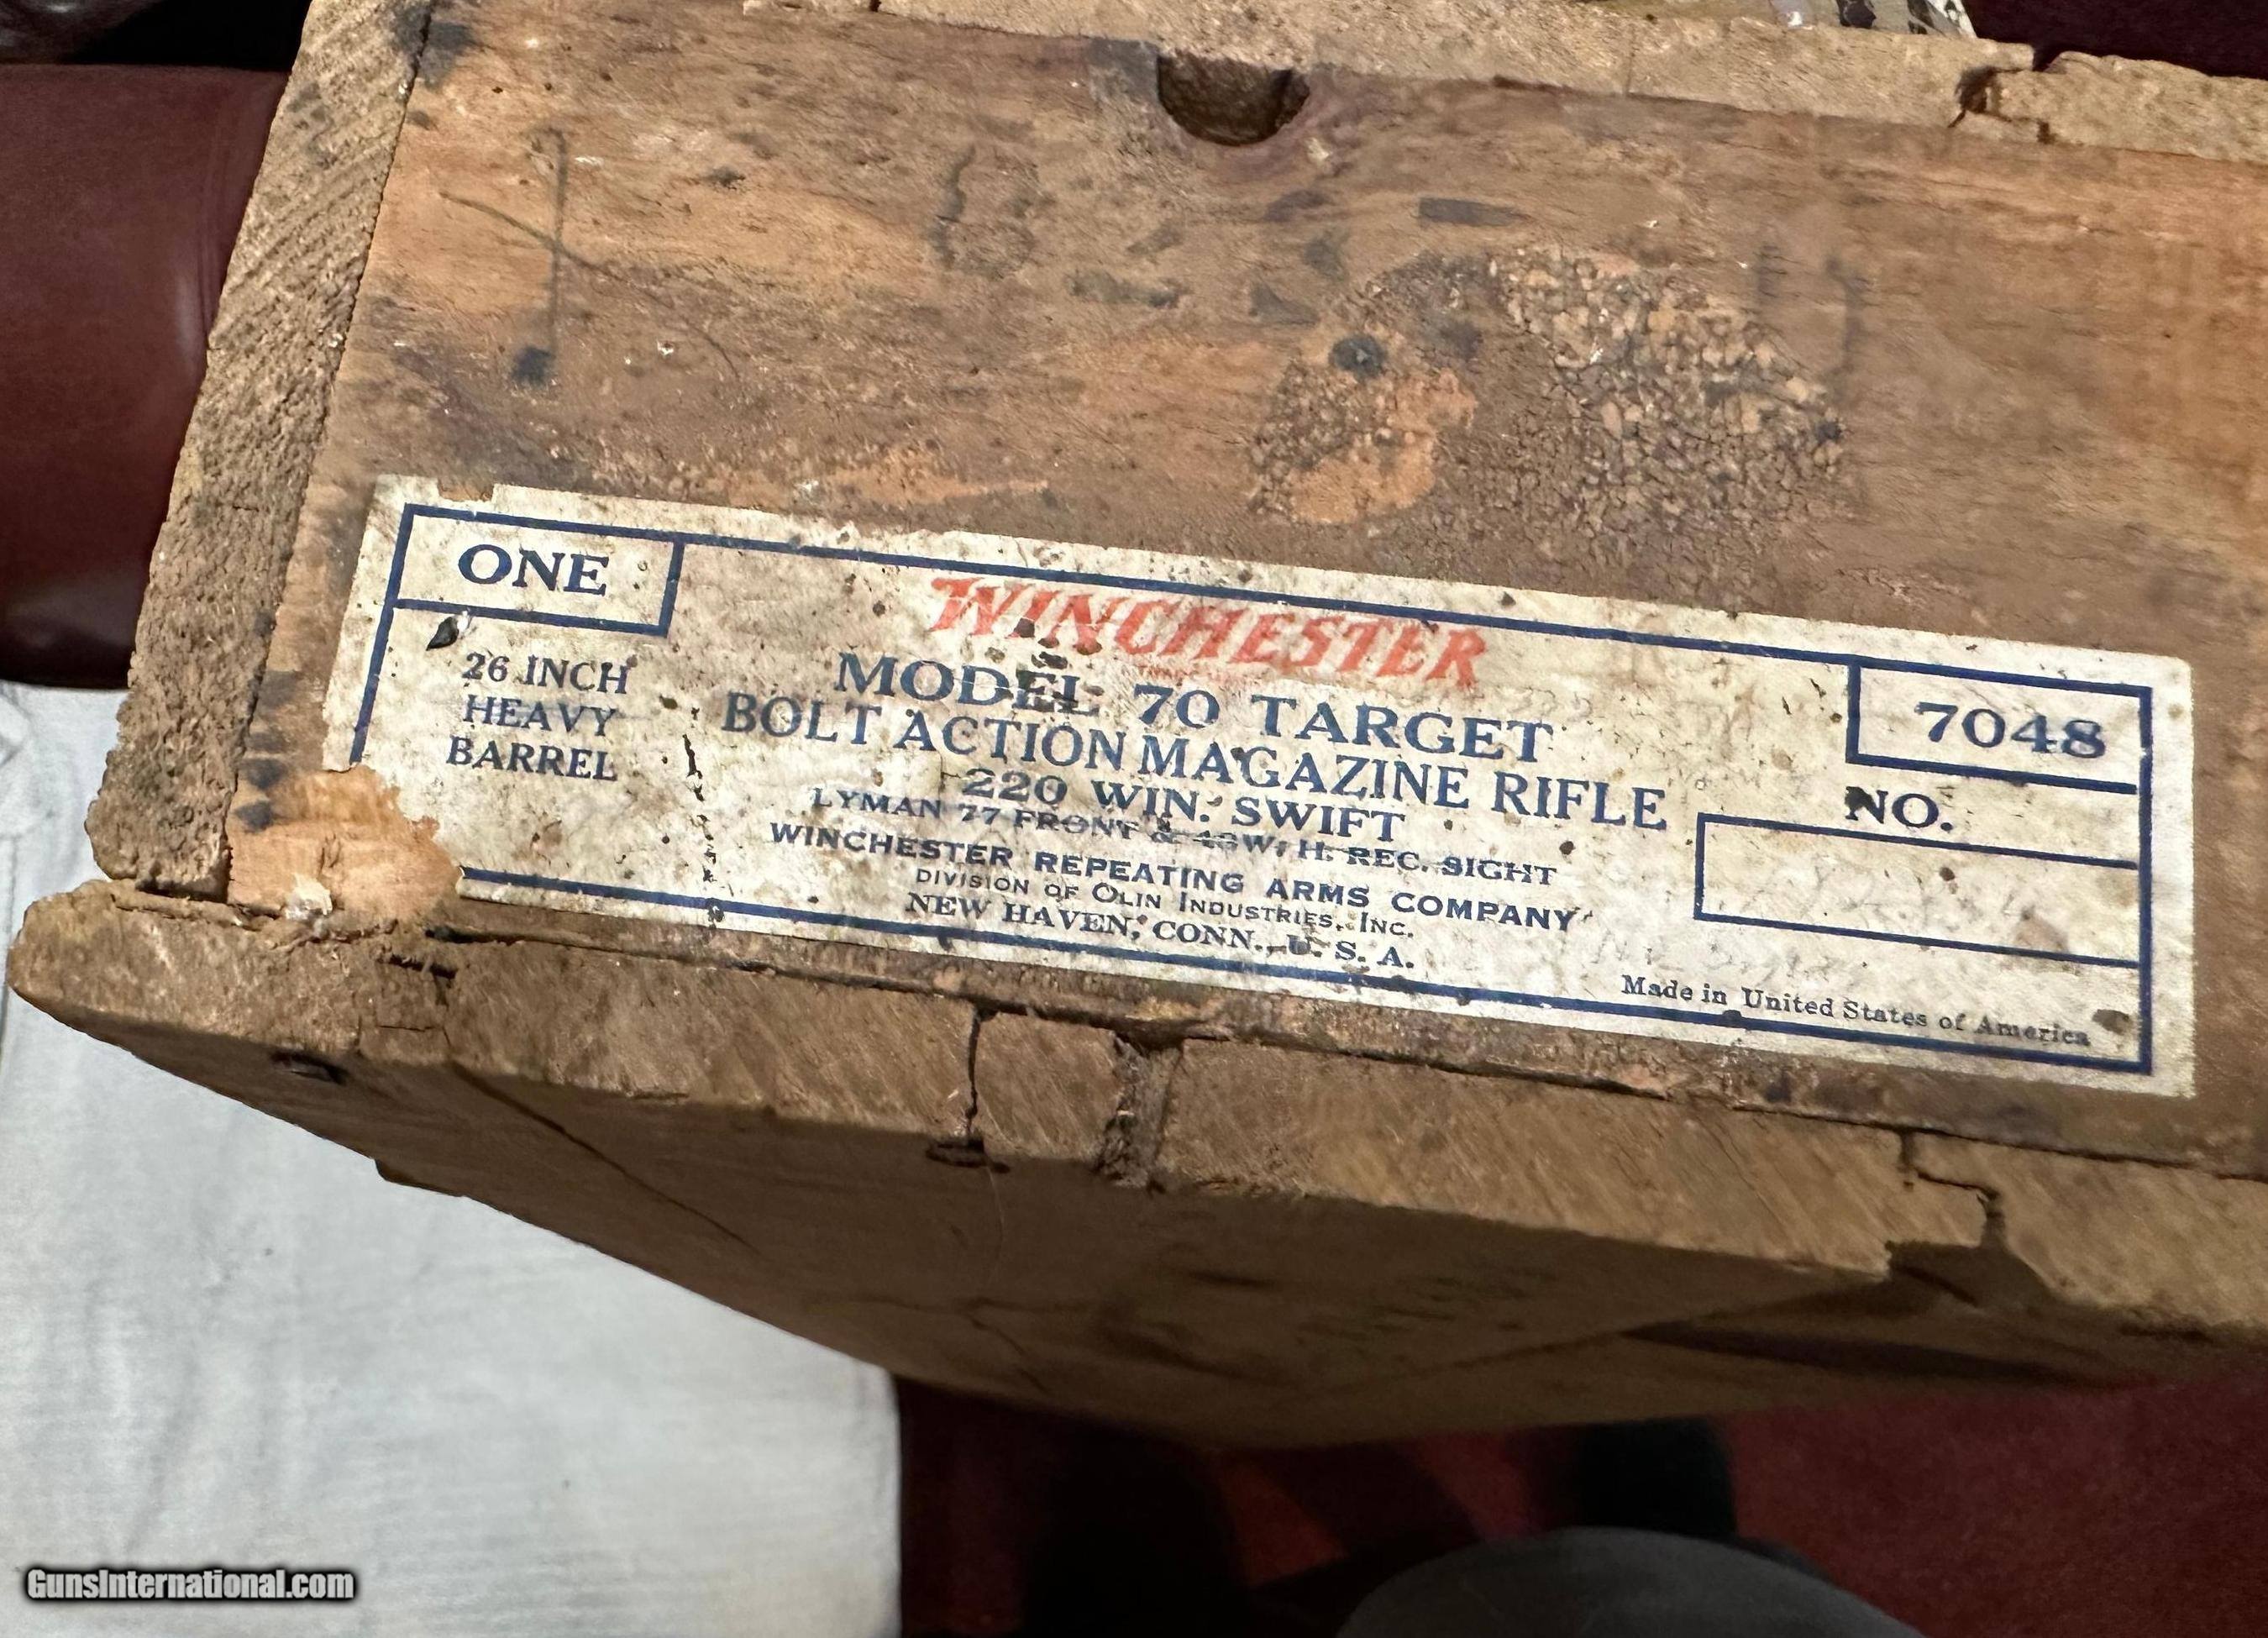 ONE
26 INCH
HEAVY
BARREL
WINCHESTER
MODEL 70 TARGET
BOLT ACTION MAGAZINE RIFLE
220 WIN. SWIFT
LYMAN 77 FRONT & 48W. H. REC. SIGHT
WINCHESTER REPEATING ARMS COMPANY
DIVISION OF OLIN INDUSTRIES, INC.
NEW HAVEN, CONN., U. S. A.
7048
NO.
Made in United States of America
GunsInternational.com